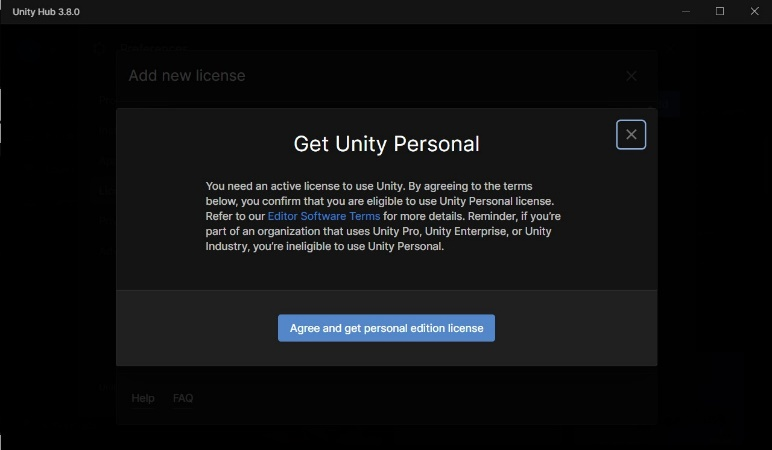 Unity Hub 3.8.0
Preferences
Add new license
Get Unity Personal
You need an active license to use Unity. By agreeing to the terms
below, you confirm that you are eligible to use Unity Personal license.
Refer to our Editor Software Terms for more details. Reminder, if you're
part of an organization that uses Unity Pro, Unity Enterprise, or Unity
Industry, you're ineligible to use Unity Personal.
Agree and get personal edition license
Help FAQ